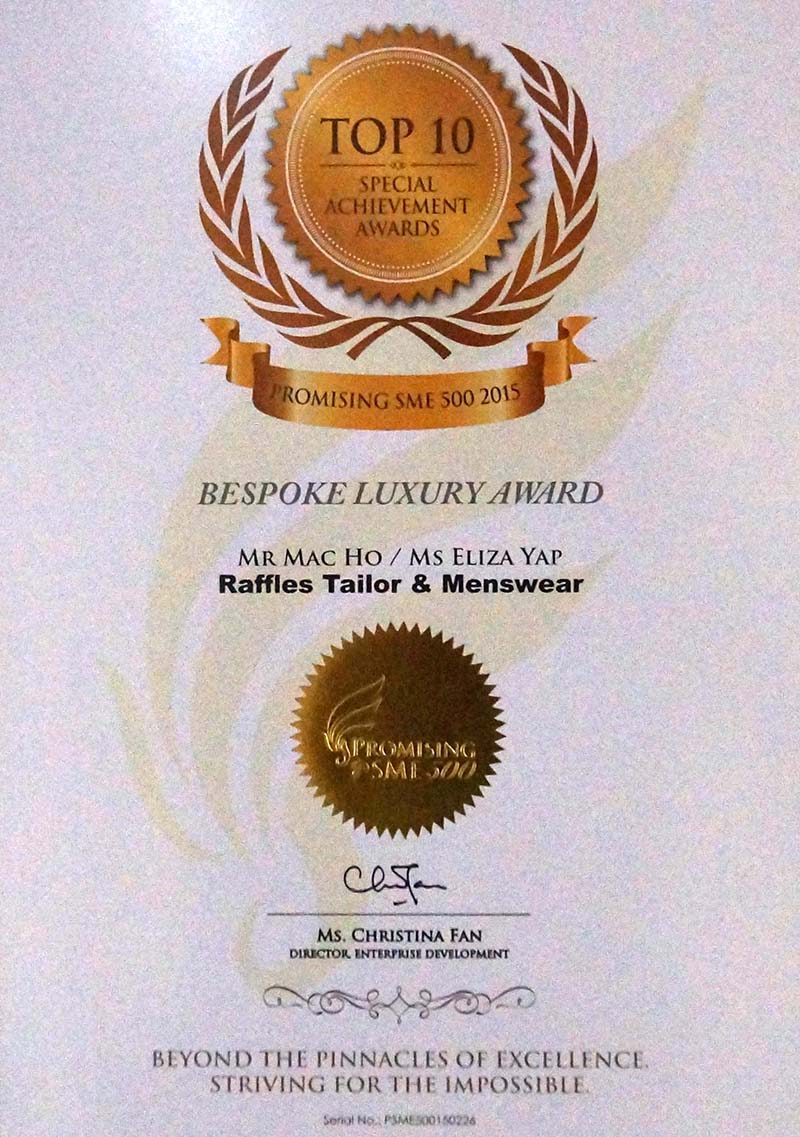 TOP 10
SPECIAL
ACHIEVEMENT
AWARDS
PROMISING SME 500 2015
BESPOKE LUXURY AWARD
MR MAC HO / MS ELIZA YAP
Raffles Tailor & Menswear
PROMISING
SME 500
MS. CHRISTINA FAN
DIRECTOR, ENTERPRISE DEVELOPMENT
BEYOND THE PINNACLES OF EXCELLENCE.
STRIVING FOR THE IMPOSSIBLE.
Serial No.: PSME500150226